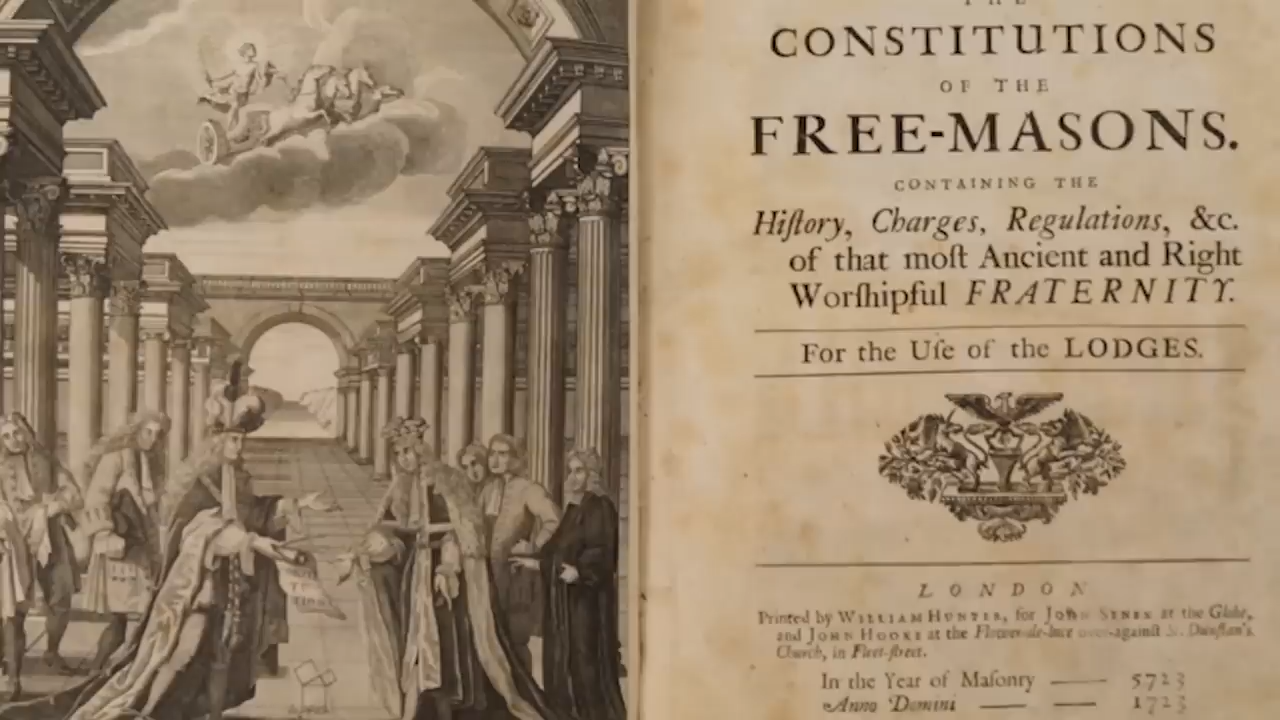 THE
CONSTITUTIONS
OF THE
FREE-MASONS.
CONTAINING THE
Hiſtory, Charges, Regulations, &c.
of that moſt Ancient and Right
Worſhipful FRATERNITY.
For the Uſe of the LODGES.
LONDON
Printed by WILLIAM HUNTER, for JOHN SENEX at the Globe,
and JOHN HOOKE at the Flower-de-luce over-againſt St. Dunſtan's
Church, in Fleet-ſtreet.
In the Year of Maſonry —— 5723
Anno Domini — — 1723